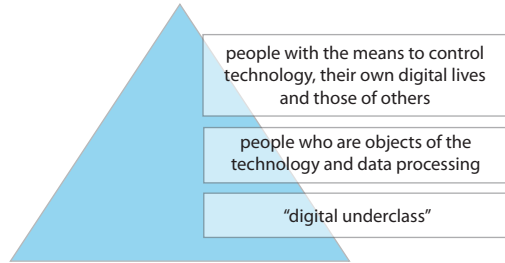 people with the means to control
technology, their own digital lives
and those of others
people who are objects of the
technology and data processing
“digital underclass”